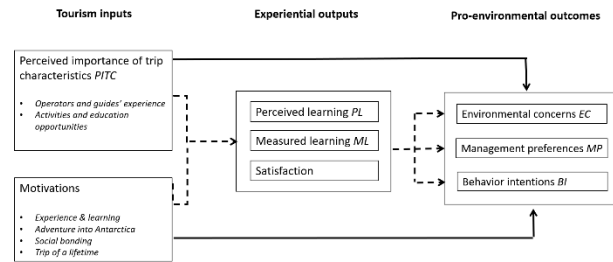 Tourism inputs
Experiential outputs
Pro-environmental outcomes
Perceived importance of trip
characteristics PITC
• Operators and guides' experience
• Activities and education
opportunities
Motivations
• Experience & learning
• Adventure into Antarctica
• Social bonding
• Trip of a lifetime
Perceived learning PL
Measured learning ML
Satisfaction
Environmental concerns EC
Management preferences MP
Behavior intentions BI